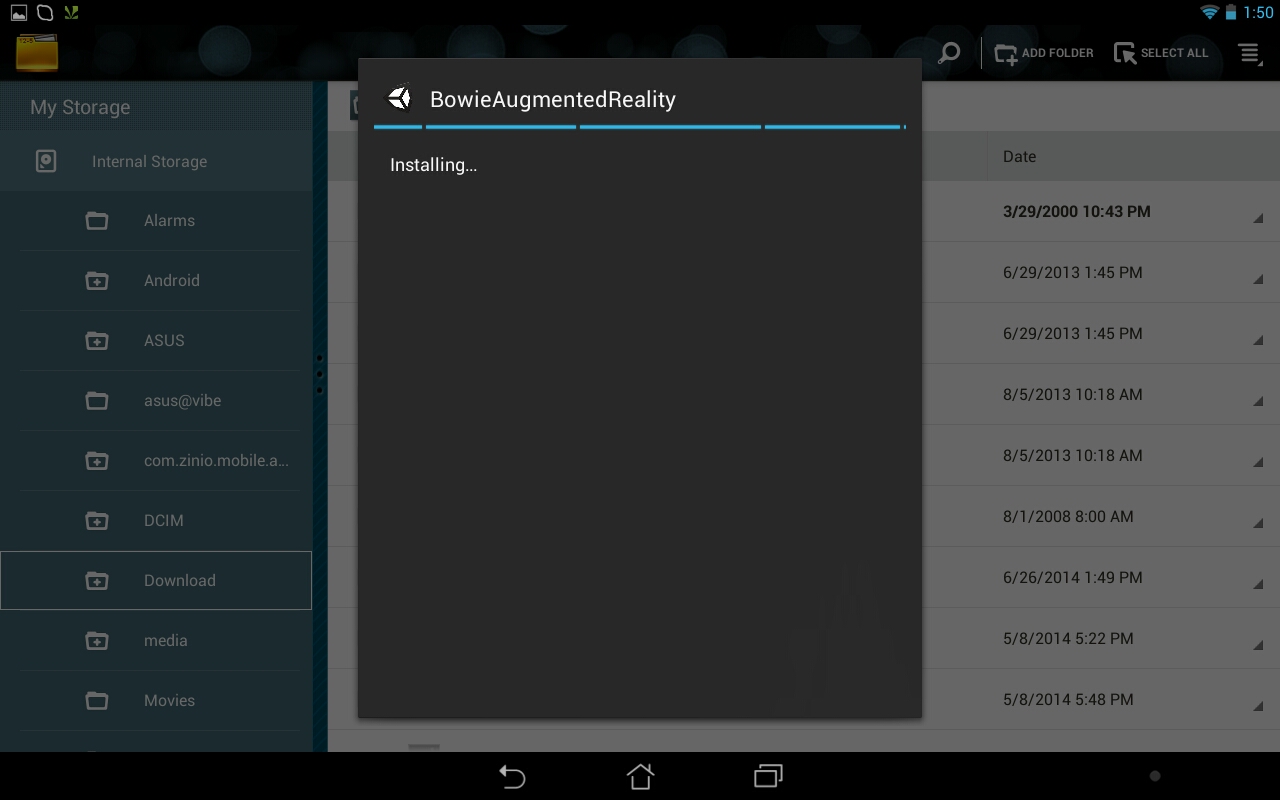 1:50
ADD FOLDER
SELECT ALL
My Storage
Internal Storage
Alarms
Android
ASUS
asus@vibe
com.zinio.mobile.a...
DCIM
Download
media
Movies
BowieAugmentedReality
Installing...
Date
3/29/2000 10:43 PM
6/29/2013 1:45 PM
6/29/2013 1:45 PM
8/5/2013 10:18 AM
8/5/2013 10:18 AM
8/1/2008 8:00 AM
6/26/2014 1:49 PM
5/8/2014 5:22 PM
5/8/2014 5:48 PM